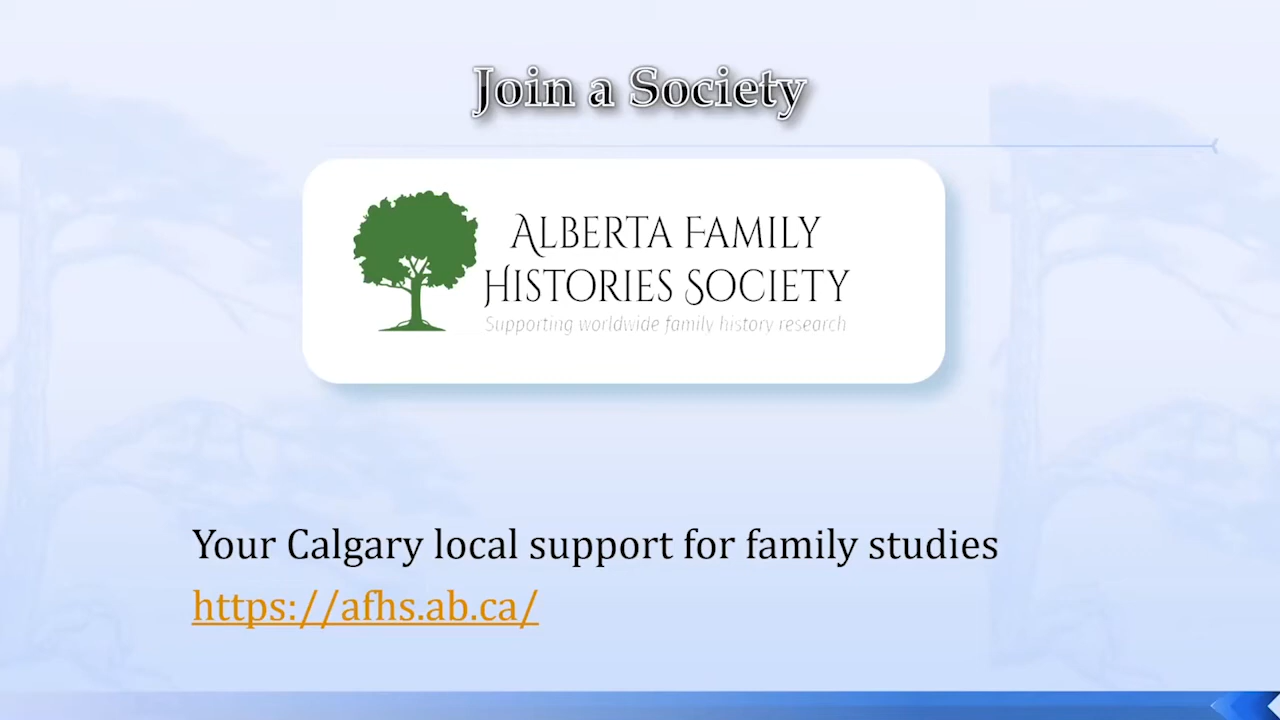 Join a Society
Alberta Family
Histories Society
Supporting worldwide family history research
Your Calgary local support for family studies
https://afhs.ab.ca/